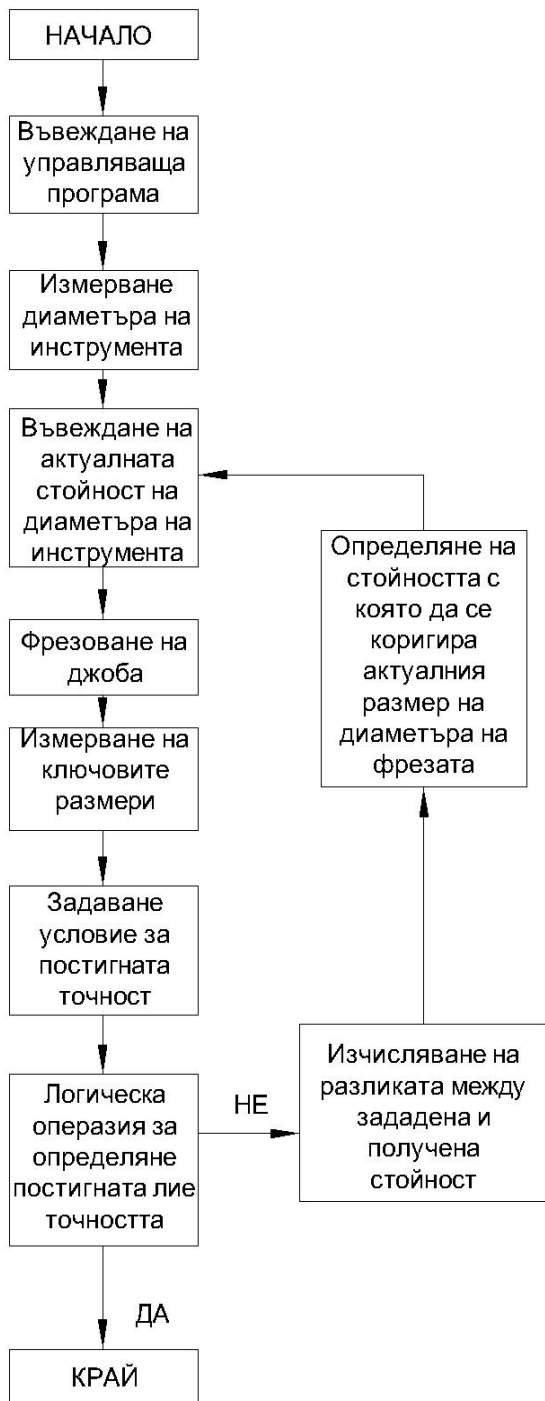 НАЧАЛО
Въвеждане на
управляваща
програма
Измерване
диаметъра на
инструмента
Въвеждане на
актуалната
стойност на
диаметъра на
инструмента
Фрезоване на
джоба
Измерване на
ключовите
размери
Задаване
условие за
постигната
точност
Логическа
операзия за
определяне
постигната лие
точността
НЕ
Изчисляване на
разликата между
зададена и
получена
стойност
Определяне на
стойността с
която да се
коригира
актуалния
размер на
диаметъра на
фрезата
ДА
КРАЙ